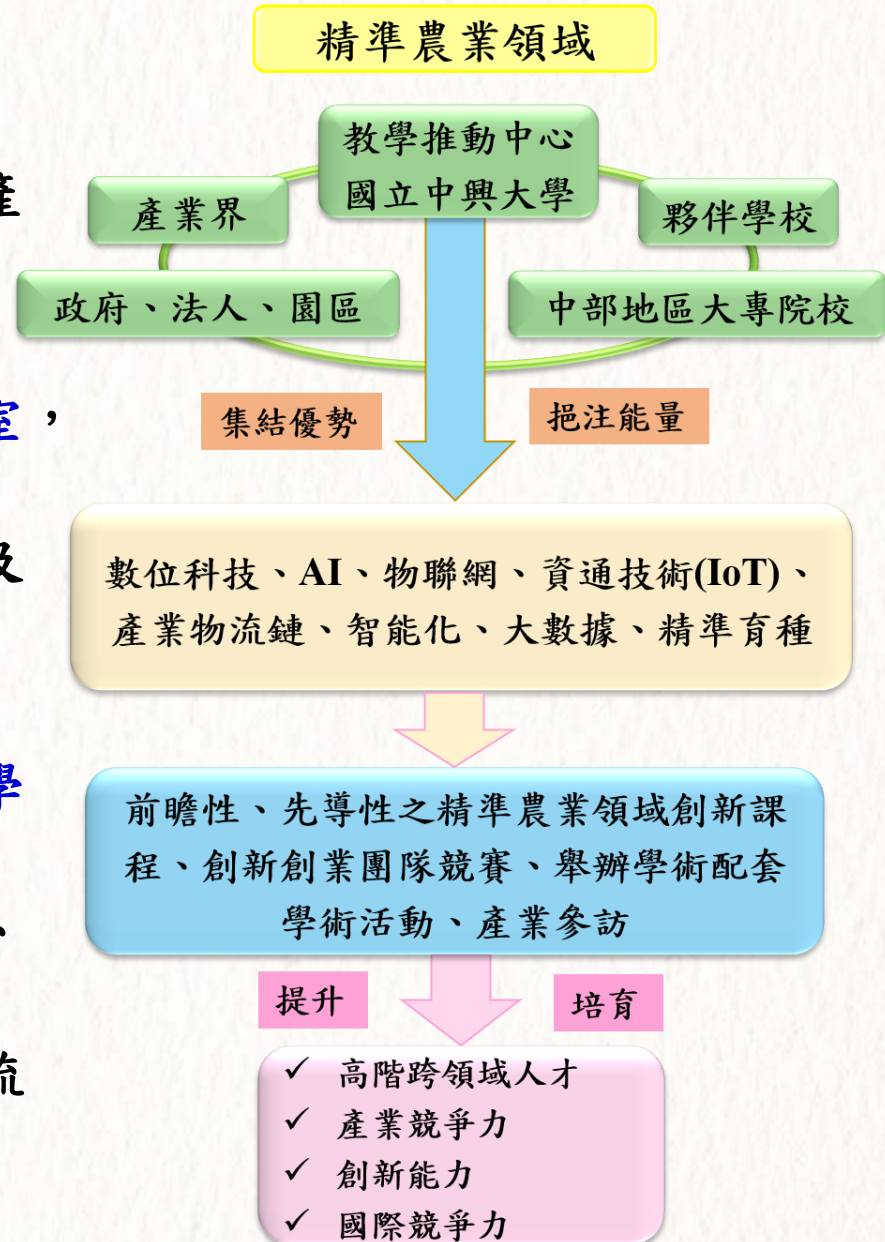 精準農業領域
教學推動中心
國立中興大學
產
產業界
夥伴學校
政府、法人、園區
中部地區大專院校
室，
集結優勢
挹注能量
及
數位科技、AI、物聯網、資通技術(IoT)、
產業物流鏈、智能化、大數據、精準育種
學
前瞻性、先導性之精準農業領域創新課
程、創新創業團隊競賽、舉辦學術配套
學術活動、產業參訪
、
提升
培育
流
✓ 高階跨領域人才
✓ 產業競爭力
✓ 創新能力
✓ 國際競爭力